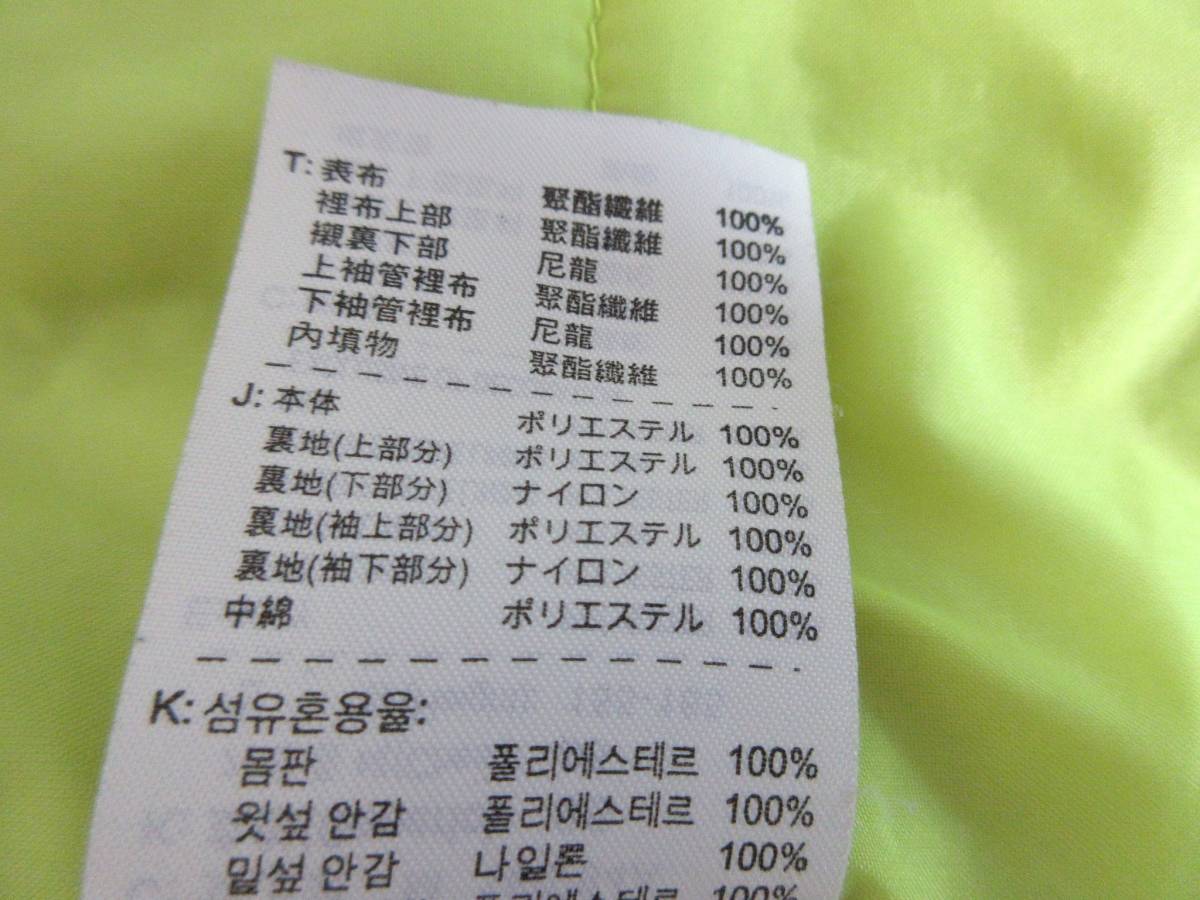 T: 表布 聚酯纖維 100%
裡布上部 聚酯纖維 100%
襯裏下部 尼龍 100%
上袖管裡布 聚酯纖維 100%
下袖管裡布 尼龍 100%
內填物 聚酯纖維 100%
J: 本体 ポリエステル 100%
裏地(上部分) ポリエステル 100%
裏地(下部分) ナイロン 100%
裏地(袖上部分) ポリエステル 100%
裏地(袖下部分) ナイロン 100%
中綿 ポリエステル 100%
K: 섬유혼용율:
몸판 폴리에스테르 100%
윗섶 안감 폴리에스테르 100%
밑섶 안감 나일론 100%
폴리에스테르 100%